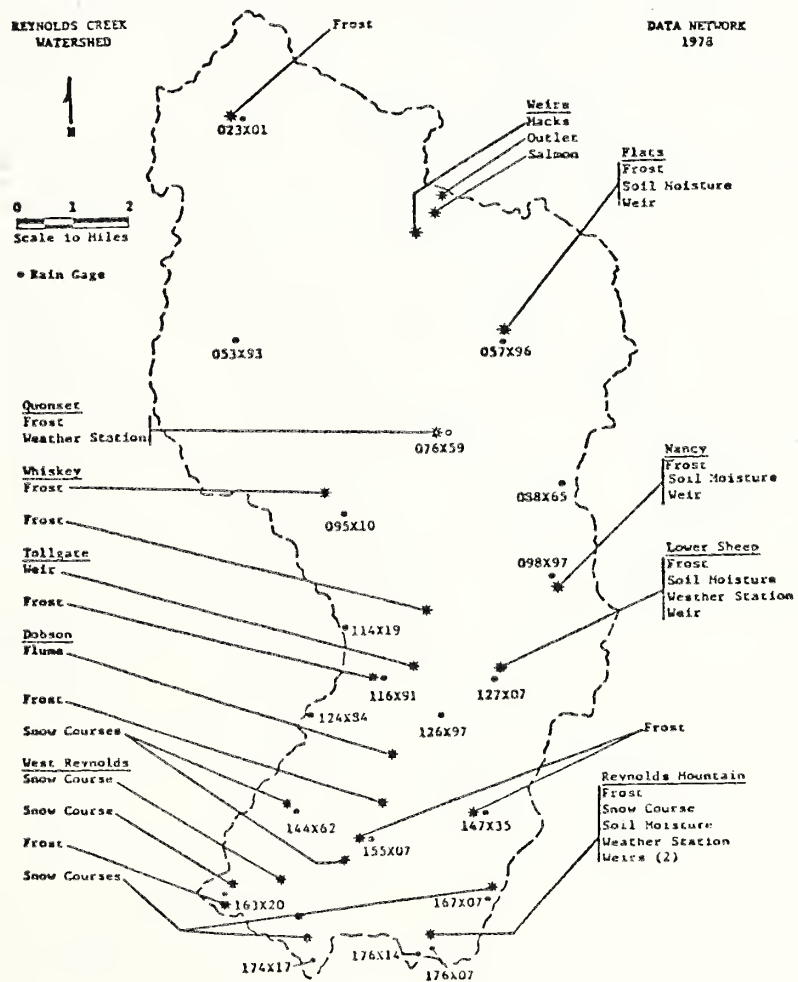 REYNOLDS CREEK
WATERSHED
DATA NETWORK
1978
N
0 1 2
Scale in Miles
Rain Gage
Frost
023X01
Weirs
Macks
Outlet
Salmon
Flats
Frost
Soil Moisture
Weir
053X93
057X96
Quonset
Frost
Weather Station
076X59
Whiskey
Frost
095X10
088X65
Nancy
Frost
Soil Moisture
Weir
Frost
098X97
Lower Sheep
Frost
Soil Moisture
Weather Station
Weir
Tollgate
Weir
Frost
114X19
116X91
127X07
Dobson
Flume
124X84
126X97
Frost
Snow Courses
Frost
West Reynolds
Snow Course
Snow Course
Frost
Snow Courses
144X62
155X07
147X35
Reynolds Mountain
Frost
Snow Course
Soil Moisture
Weather Station
Weirs (2)
163X20
167X07
174X17
176X14
176X07